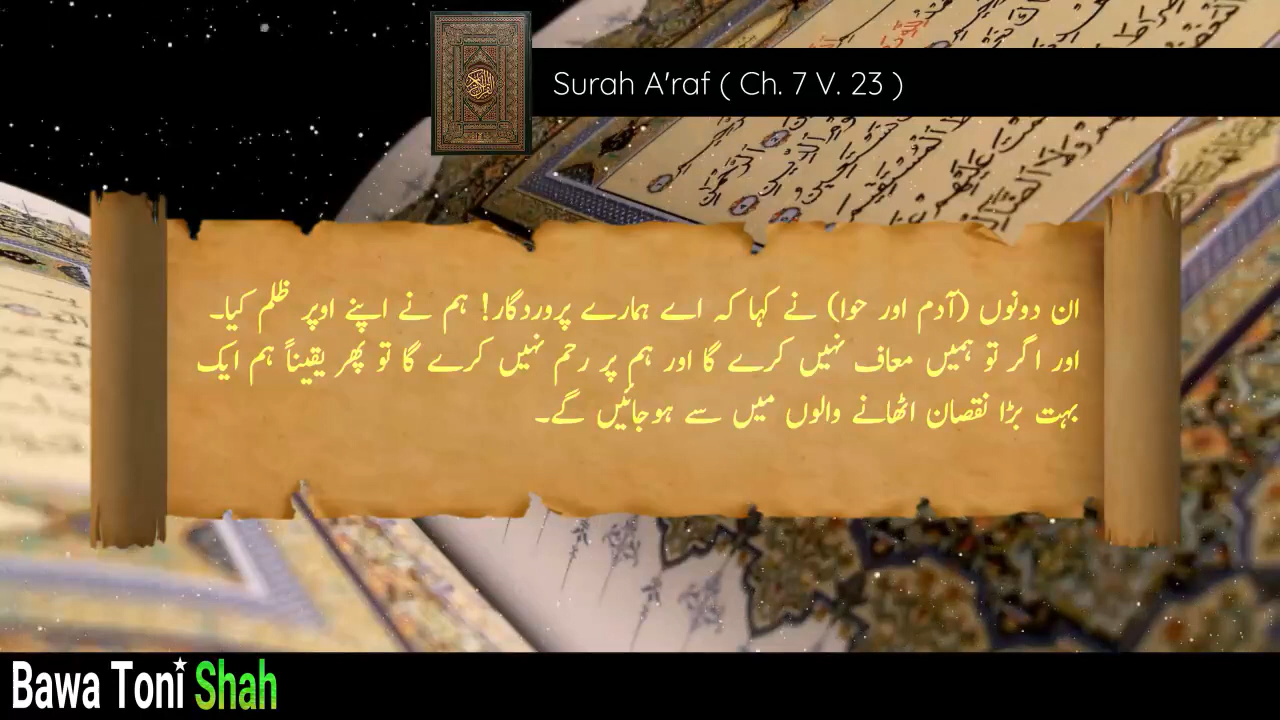 Surah A'raf ( Ch. 7 V. 23 )
ان دونوں (آدم اور حوا) نے کہا کہ اے ہمارے پروردگار! ہم نے اپنے اوپر ظلم کیا۔
اور اگر تو ہمیں معاف نہیں کرے گا اور ہم پر رحم نہیں کرے گا تو پھر یقیناً ہم ایک
بہت بڑا نقصان اٹھانے والوں میں سے ہوجائیں گے۔
Bawa Toni Shah